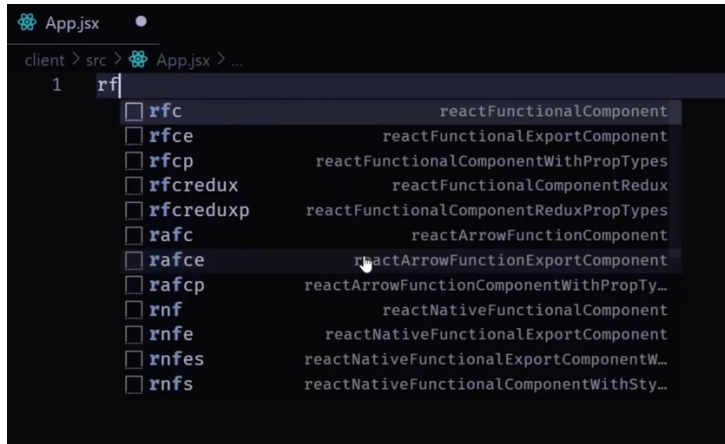 App.jsx
client > src > App.jsx > ...
1 rf
rfc reactFunctionalComponent
rfce reactFunctionalExportComponent
rfcp reactFunctionalComponentWithPropTypes
rfcredux reactFunctionalComponentRedux
rfcreduxp reactFunctionalComponentReduxPropTypes
rafc reactArrowFunctionComponent
rafce reactArrowFunctionExportComponent
rafcp reactArrowFunctionComponentWithPropTy…
rnf reactNativeFunctionalComponent
rnfe reactNativeFunctionalExportComponent
rnfes reactNativeFunctionalExportComponentW…
rnfs reactNativeFunctionalComponentWithSty…